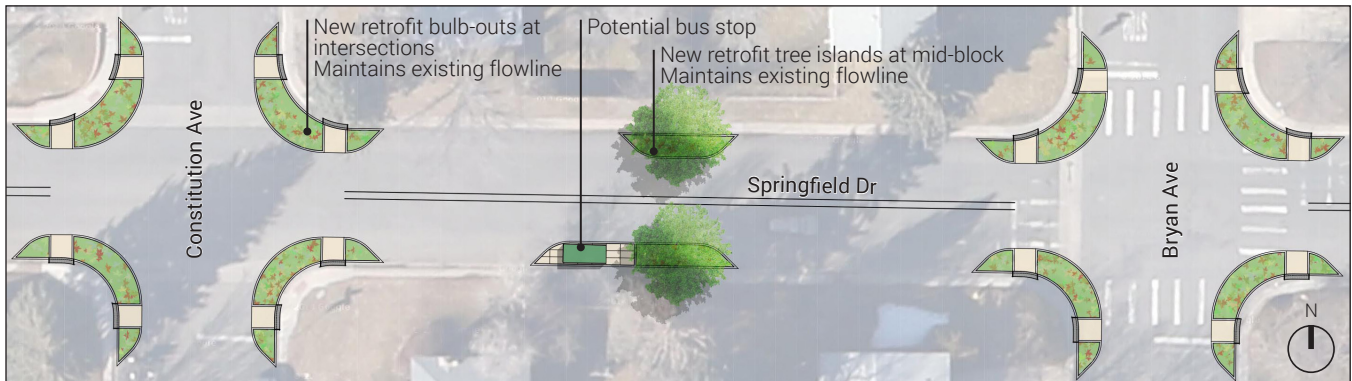 New retrofit bulb-outs at
intersections
Maintains existing flowline
Potential bus stop
New retrofit tree islands at mid-block
Maintains existing flowline
Constitution Ave
Springfield Dr
Bryan Ave
STOP
N